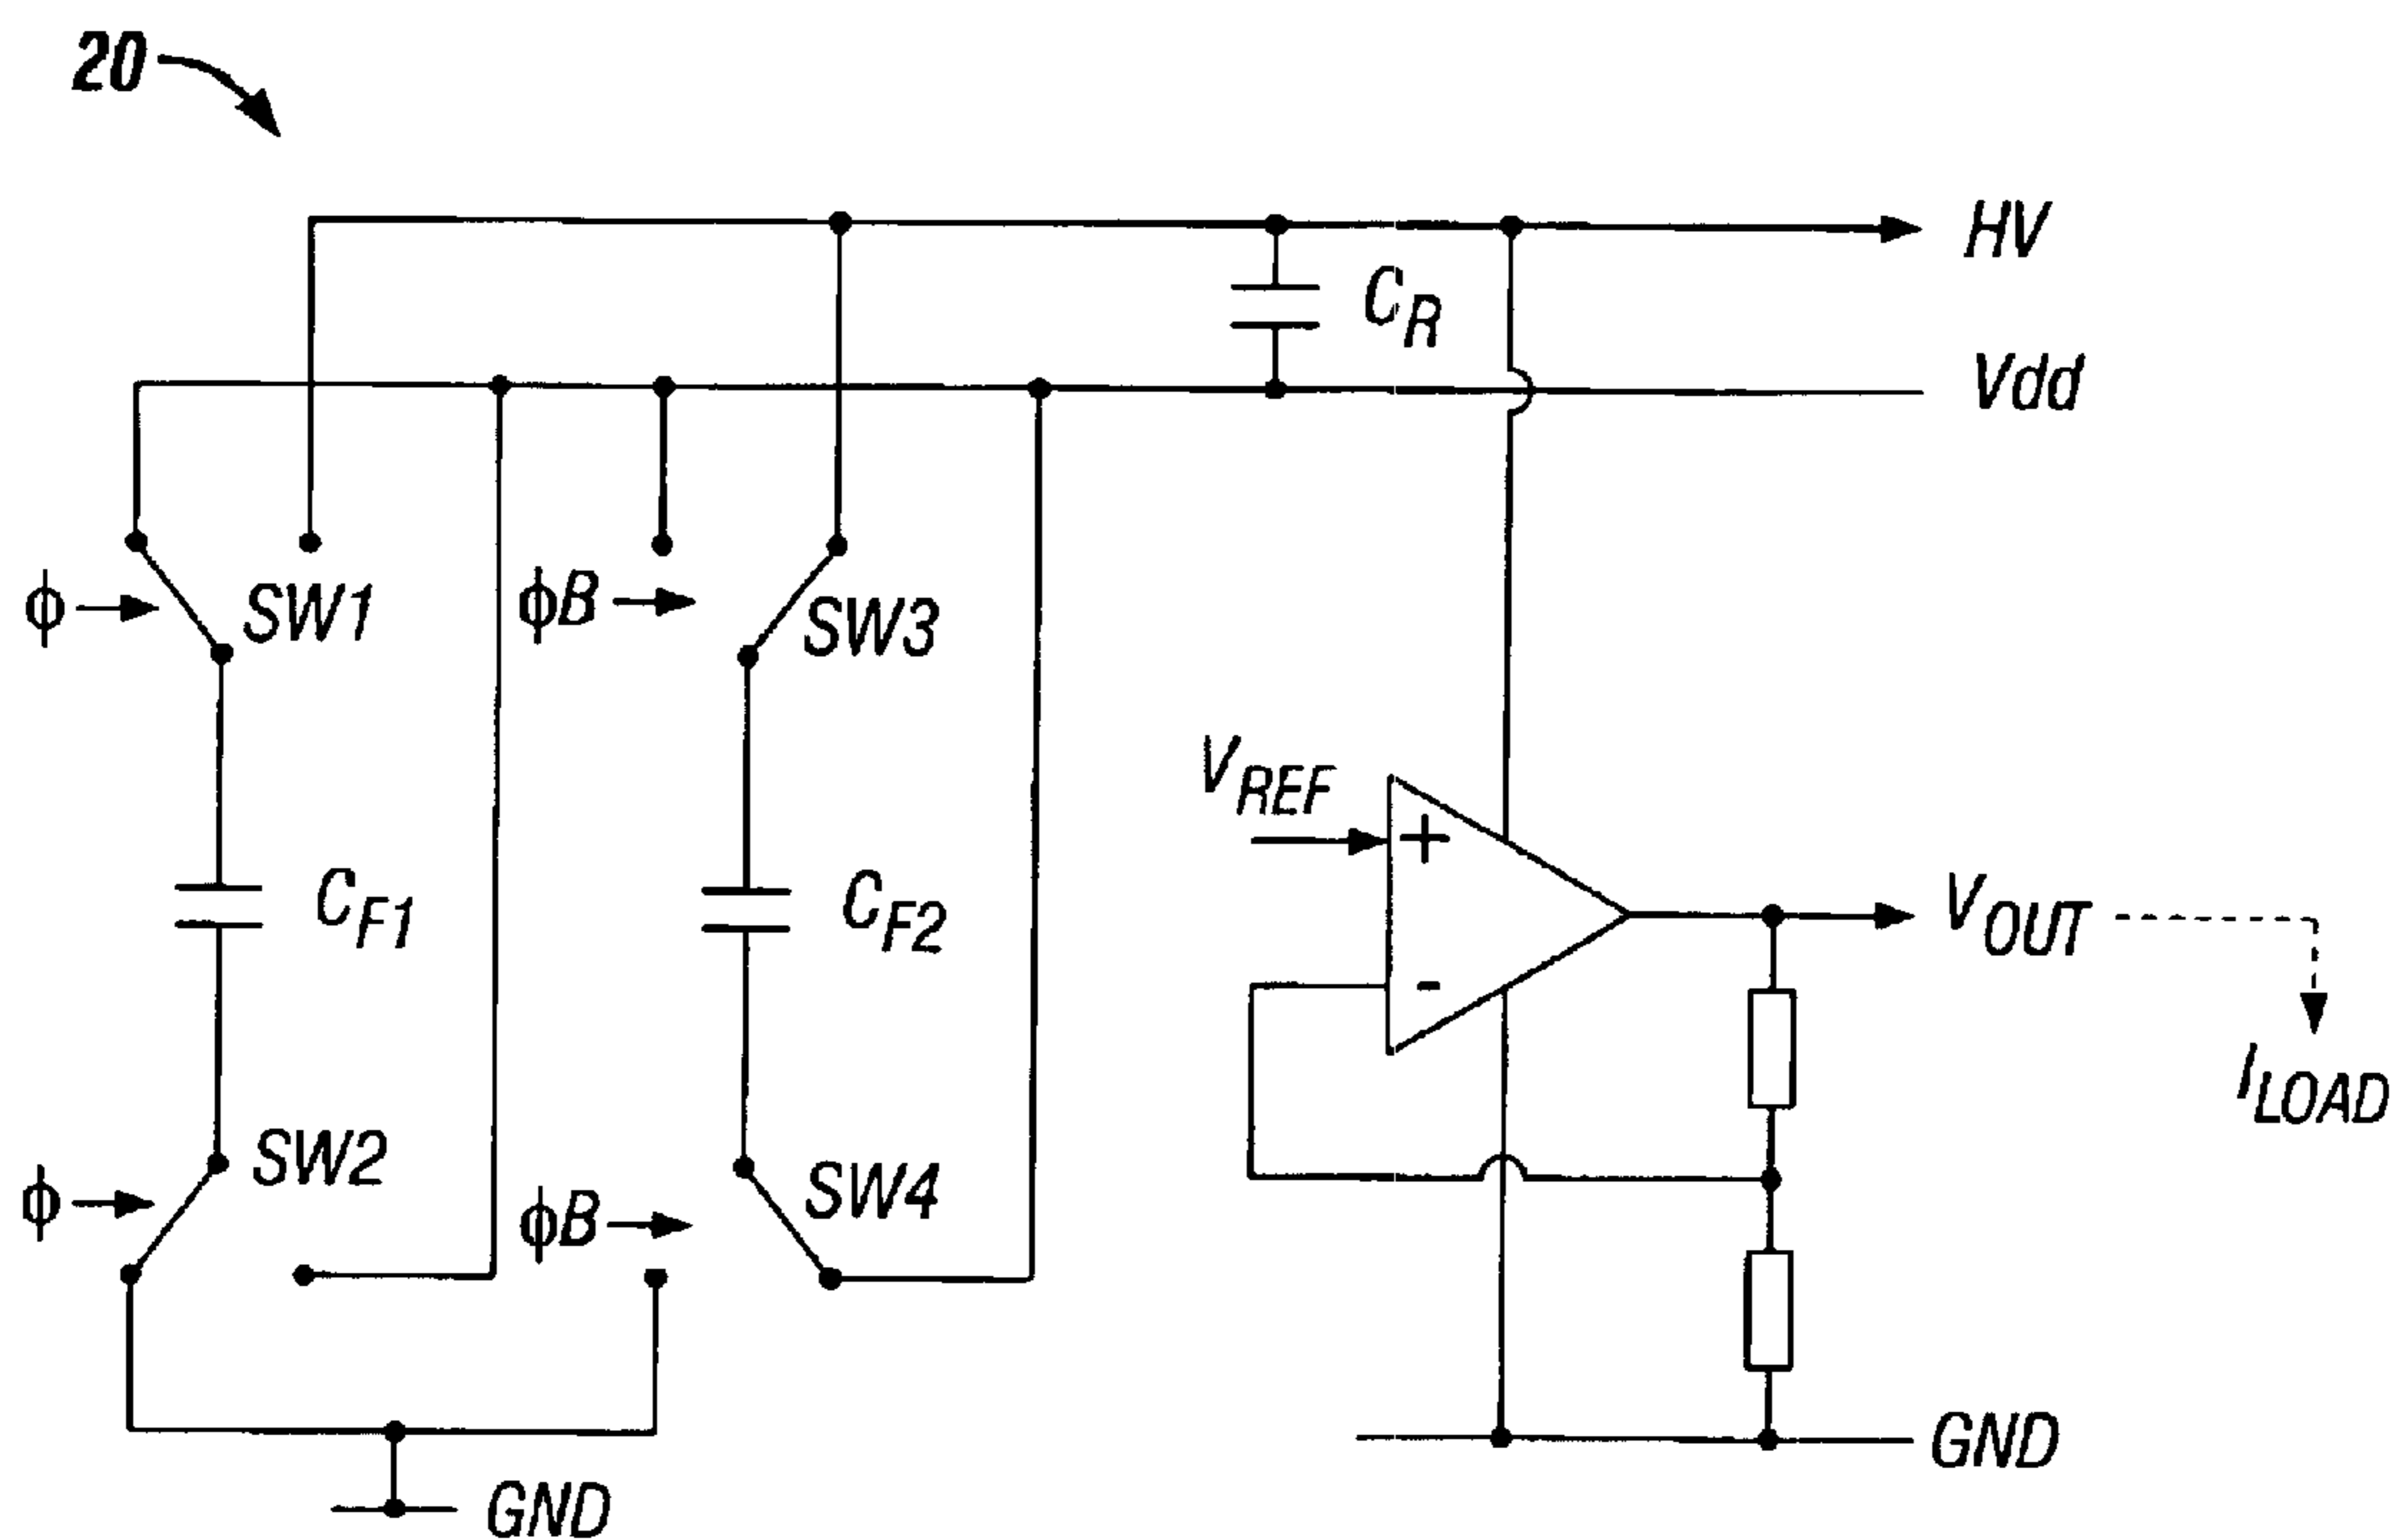 20
HV
C_R
Vdd
ϕ
SW1
ϕB
SW3
V_REF
+
C_F1
C_F2
V_OUT
-
I_LOAD
ϕ
SW2
ϕB
SW4
GND
GND